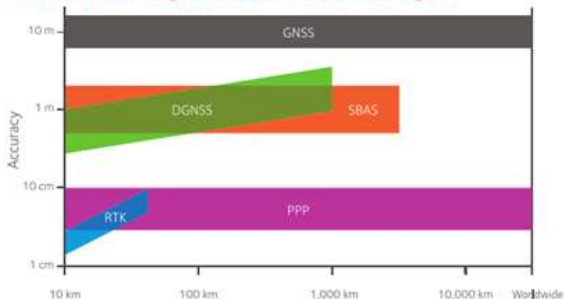 10 m
GNSS
DGNSS
SBAS
1 m
Accuracy
10 cm
PPP
RTK
1 cm
10 km
100 km
1,000 km
10,000 km
Worldwide